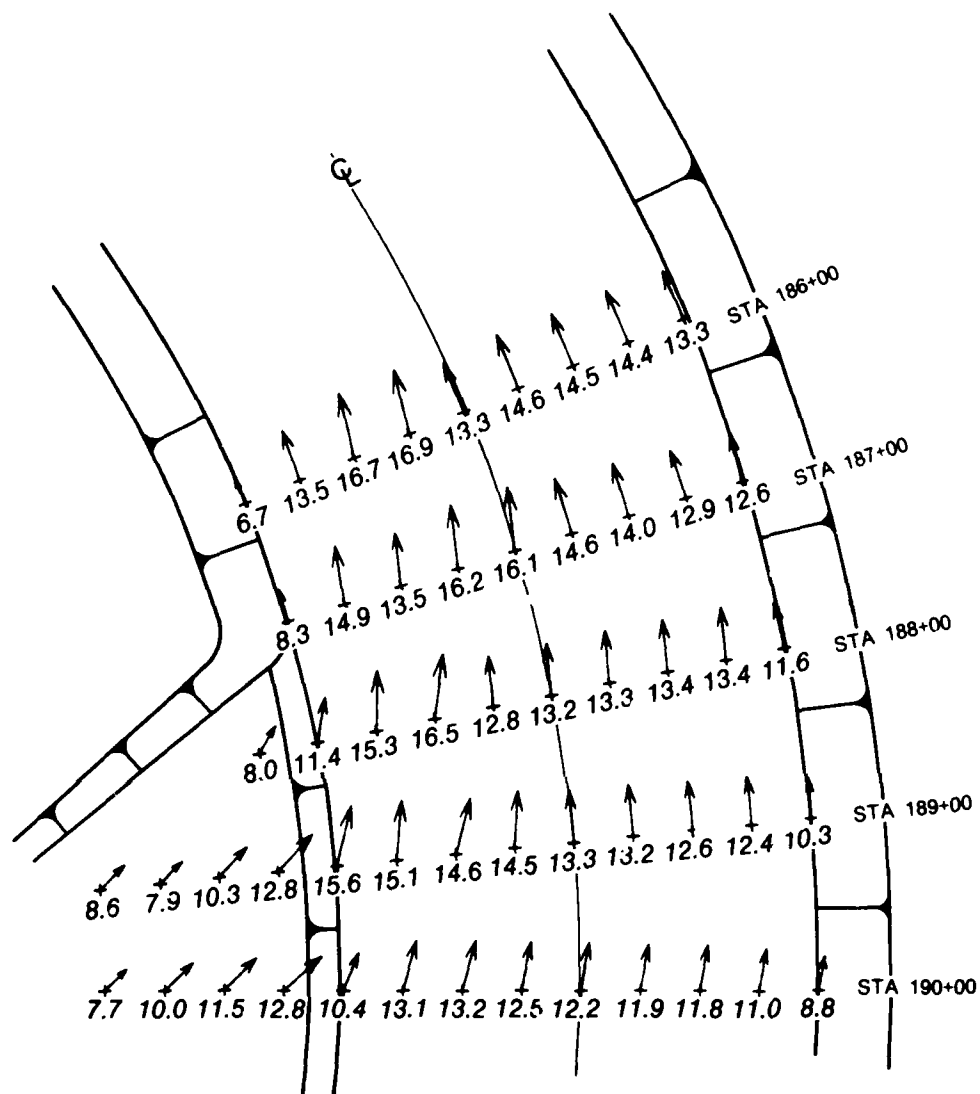 ℄
6.7 13.5 16.7 16.9 13.3 14.6 14.5 14.4 13.3 STA 186+00
8.3 14.9 13.5 16.2 16.1 14.6 14.0 12.9 12.6 STA 187+00
8.0 11.4 15.3 16.5 12.8 13.2 13.3 13.4 13.4 11.6 STA 188+00
8.6 7.9 10.3 12.8 15.6 15.1 14.6 14.5 13.3 13.2 12.6 12.4 10.3 STA 189+00
7.7 10.0 11.5 12.8 10.4 13.1 13.2 12.5 12.2 11.9 11.8 11.0 8.8 STA 190+00